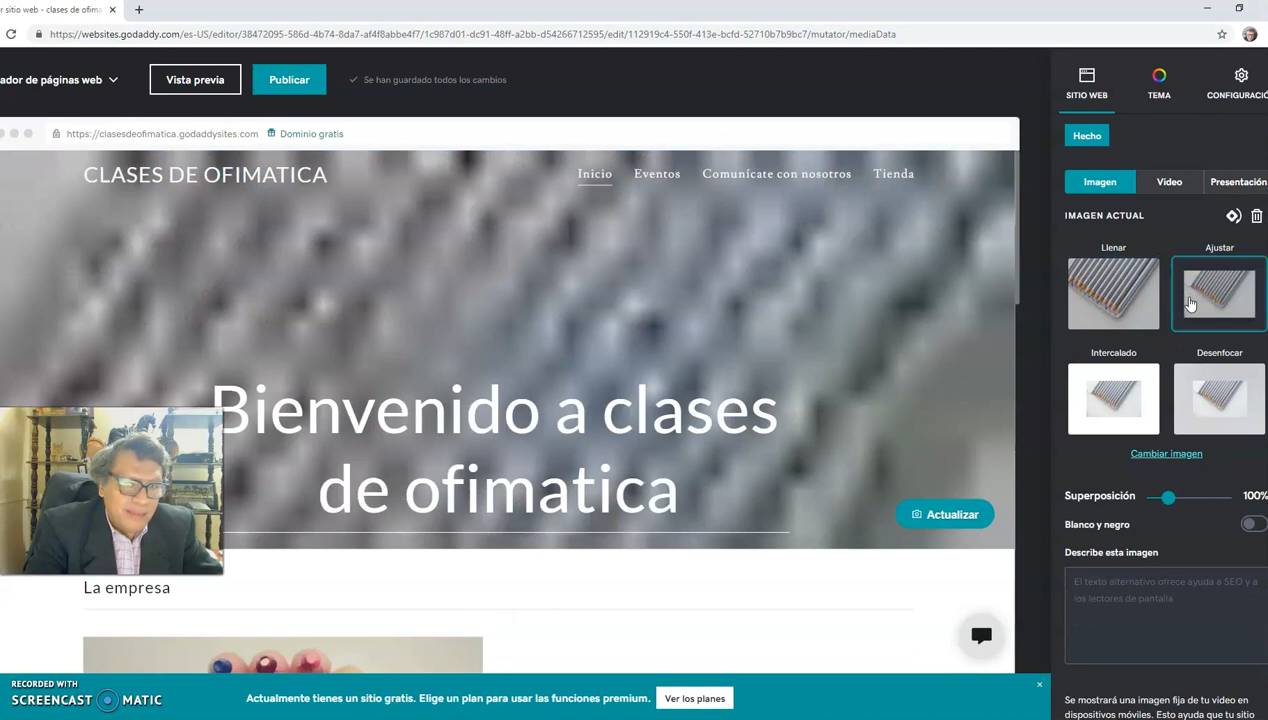 r sitio web - clases de ofima
https://websites.godaddy.com/es-US/editor/38472095-586d-4b74-8da7-af4f8abbe4f7/1c987d01-dc91-48ff-a2bb-d54266712595/edit/112919c4-550f-413e-bcfd-52710b7b9bc7/mutator/mediaData
ador de páginas web
Vista previa
Publicar
Se han guardado todos los cambios
SITIO WEB
TEMA
CONFIGURACIÓ
https://clasesdeofimatica.godaddysites.com
Dominio gratis
Hecho
CLASES DE OFIMATICA
Inicio
Eventos
Comunícate con nosotros
Tienda
Imagen
Video
Presentación
IMAGEN ACTUAL
Llenar
Ajustar
Intercalado
Desenfocar
Bienvenido a clases
de ofimatica
Actualizar
Cambiar imagen
Superposición
100%
Blanco y negro
Describe esta imagen
El texto alternativo ofrece ayuda a SEO y a
los lectores de pantalla
La empresa
RECORDED WITH
SCREENCAST MATIC
Actualmente tienes un sitio gratis. Elige un plan para usar las funciones premium.
Ver los planes
Se mostrará una imagen fija de tu video en
dispositivos móviles. Esto ayuda que tu sitio